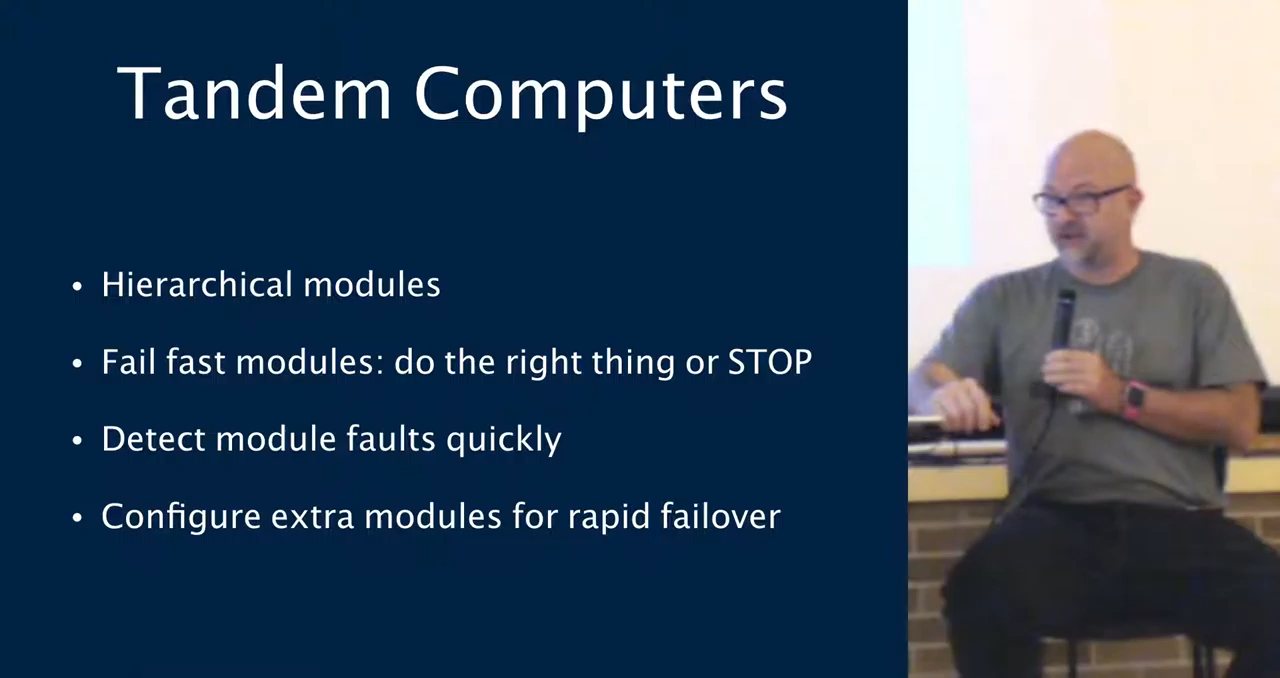 Tandem Computers
• Hierarchical modules
• Fail fast modules: do the right thing or STOP
• Detect module faults quickly
• Configure extra modules for rapid failover